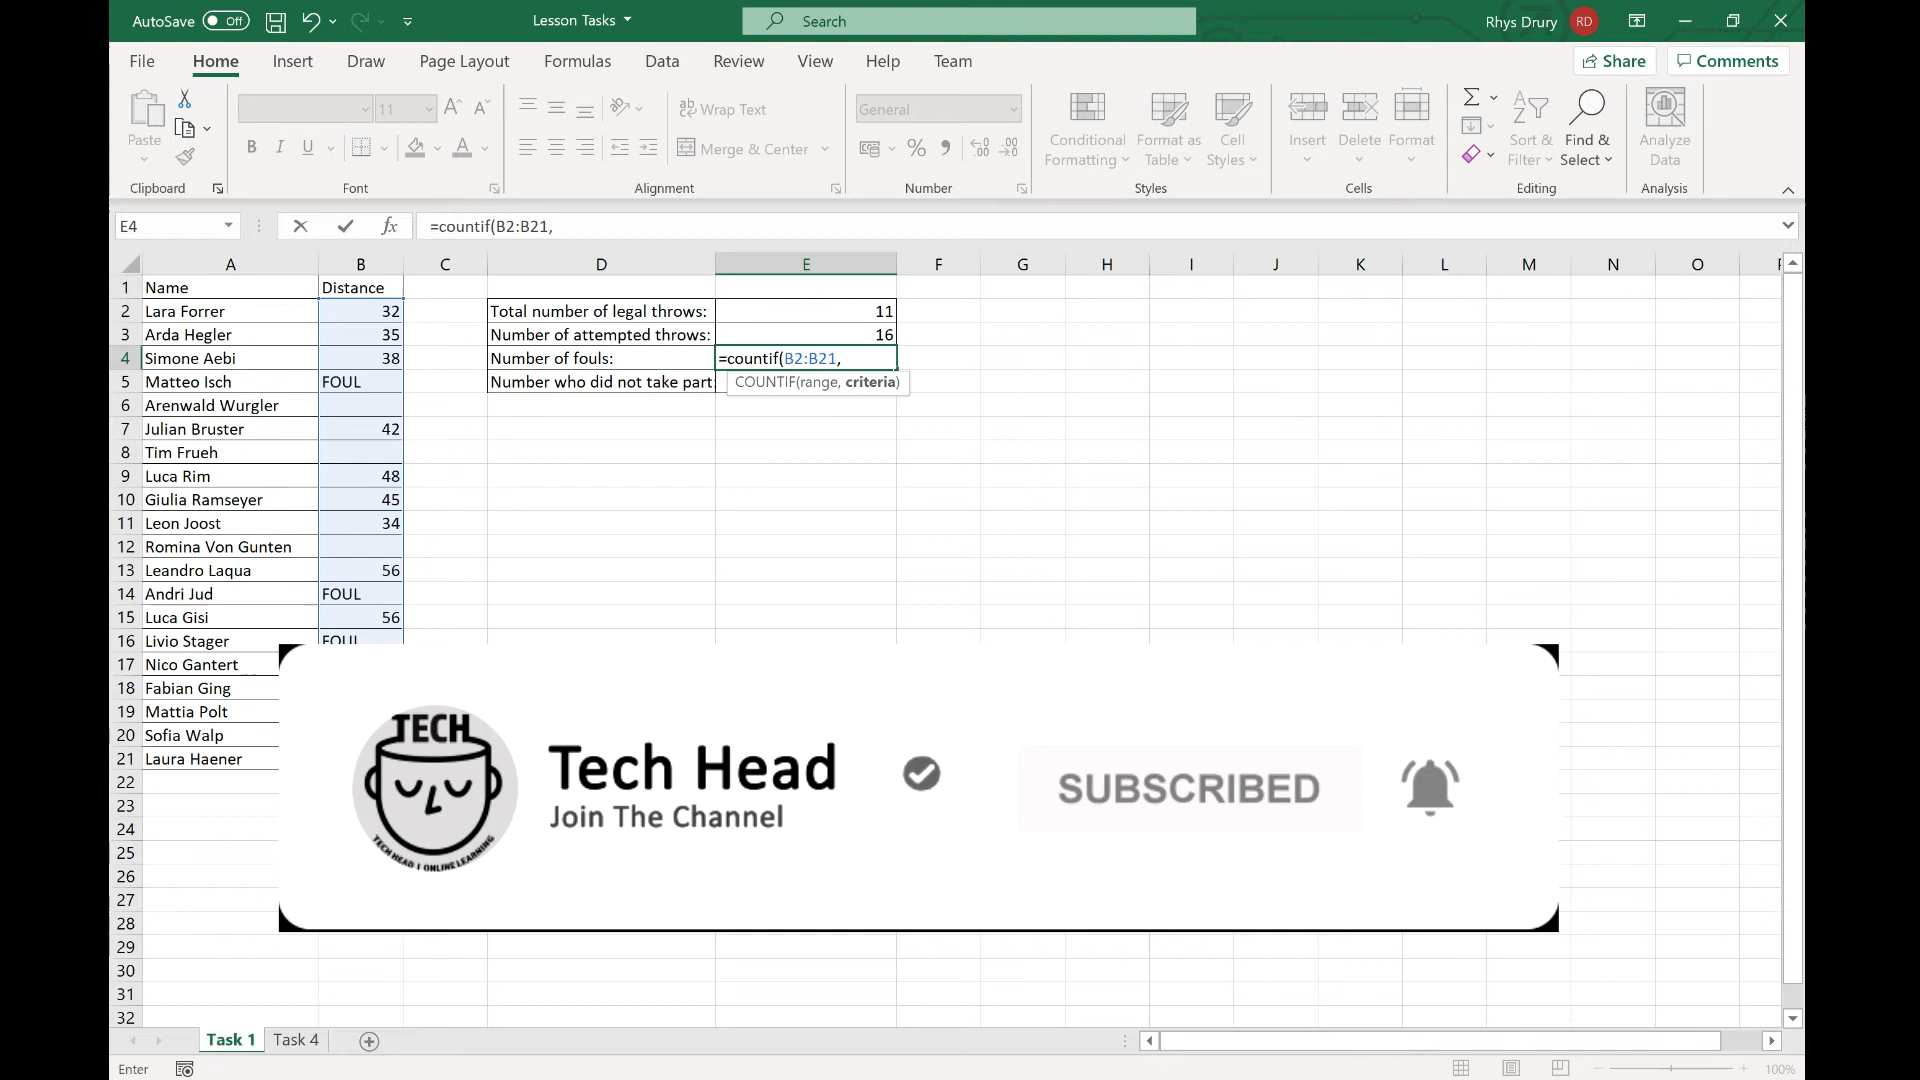 AutoSave Off Lesson Tasks Search Rhys Drury RD
File Home Insert Draw Page Layout Formulas Data Review View Help Team Share Comments
Paste 11 B I U ab Wrap Text Merge & Center General % Conditional Formatting Format as Table Cell Styles Insert Delete Format Sort & Filter Find & Select Analyze Data
Clipboard Font Alignment Number Styles Cells Editing Analysis
E4 fx =countif(B2:B21,
A B C D E F G H I J K L M N O
1 Name Distance
2 Lara Forrer 32 Total number of legal throws: 11
3 Arda Hegler 35 Number of attempted throws: 16
4 Simone Aebi 38 Number of fouls: =countif(B2:B21,
5 Matteo Isch FOUL Number who did not take part: COUNTIF(range, criteria)
6 Arenwald Wurgler
7 Julian Bruster 42
8 Tim Frueh
9 Luca Rim 48
10 Giulia Ramseyer 45
11 Leon Joost 34
12 Romina Von Gunten
13 Leandro Laqua 56
14 Andri Jud FOUL
15 Luca Gisi 56
16 Livio Stager FOUL
17 Nico Gantert
18 Fabian Ging
19 Mattia Polt
20 Sofia Walp
21 Laura Haener
22
23
24
25
26
27
28
29
30
31
32
TECH
TECH HEAD | ONLINE LEARNING
Tech Head
Join The Channel
SUBSCRIBED
Task 1 Task 4
Enter 100%